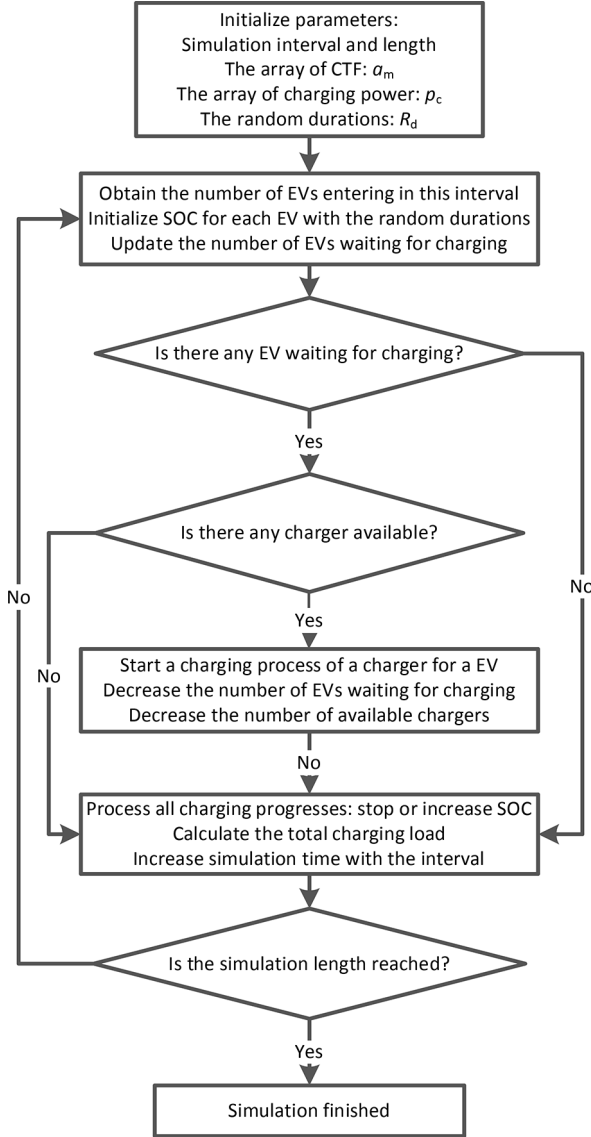 Initialize parameters:
Simulation interval and length
The array of CTF: am
The array of charging power: pc
The random durations: Rd
Obtain the number of EVs entering in this interval
Initialize SOC for each EV with the random durations
Update the number of EVs waiting for charging
Is there any EV waiting for charging?
Yes
Is there any charger available?
No
No
Yes
Start a charging process of a charger for a EV
Decrease the number of EVs waiting for charging
Decrease the number of available chargers
No
No
Process all charging progresses: stop or increase SOC
Calculate the total charging load
Increase simulation time with the interval
Is the simulation length reached?
Yes
Simulation finished